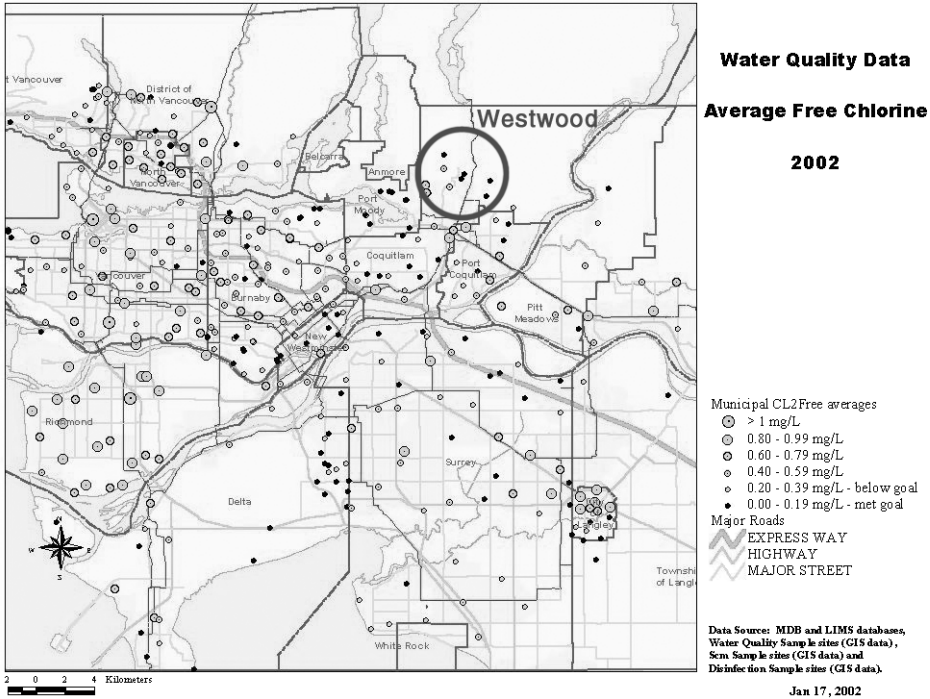 Water Quality Data
Average Free Chlorine
2002
Westwood
t Vancouver
District of
North Vancouver
Belcarra
Anmore
North
Vancouver
Port
Moody
Coquitlam
Port
Coquitlam
Burnaby
Pitt
Meadows
New
Westminster
Richmond
Surrey
Delta
Langley
Townshi
of Langle
White Rock
N
W
E
S
2 0 2 4 Kilometers
Municipal CL2Free averages
> 1 mg/L
0.80 - 0.99 mg/L
0.60 - 0.79 mg/L
0.40 - 0.59 mg/L
0.20 - 0.39 mg/L - below goal
0.00 - 0.19 mg/L - met goal
Major Roads
EXPRESS WAY
HIGHWAY
MAJOR STREET
Data Source: MDB and LIMS databases,
Water Quality Sample sites (GIS data),
Scm Sample sites (GIS data) and
Disinfection Sample sites (GIS data).
Jan 17, 2002